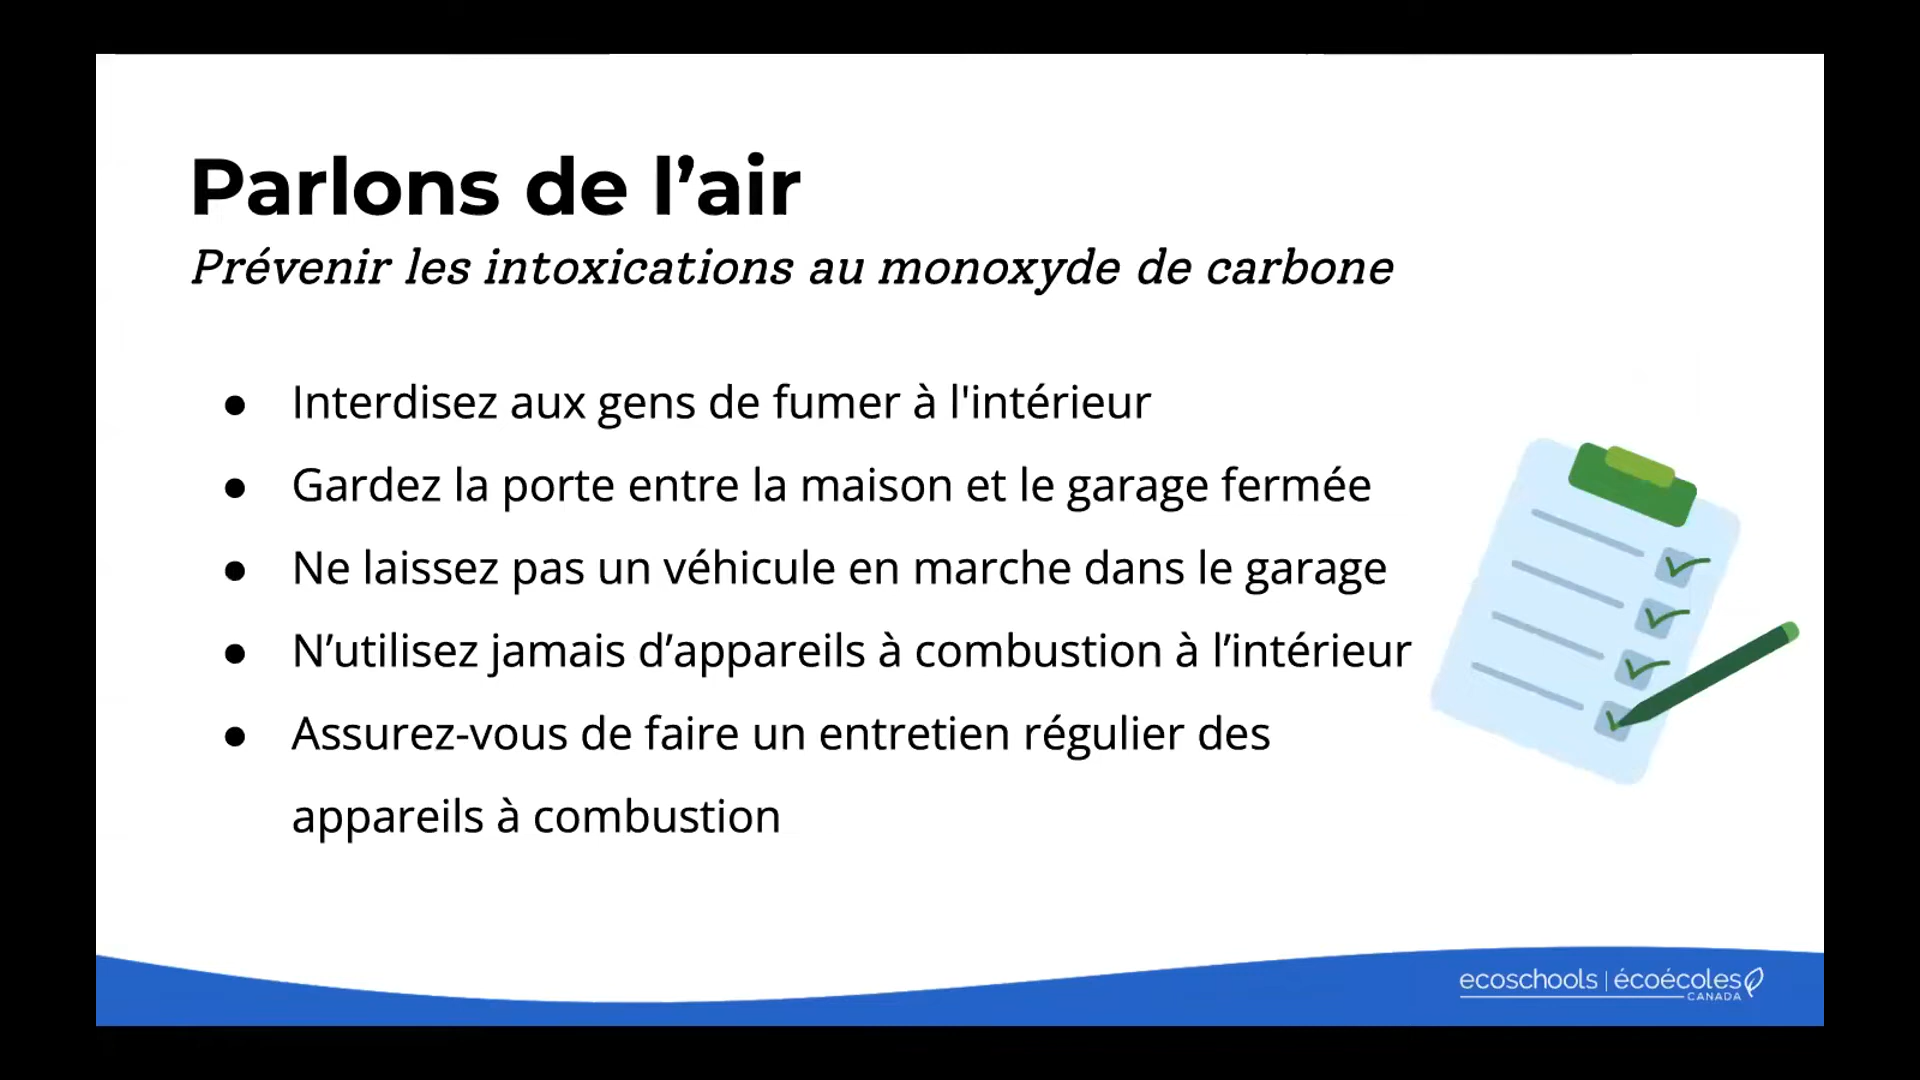 Parlons de l’air
Prévenir les intoxications au monoxyde de carbone
● Interdisez aux gens de fumer à l'intérieur
● Gardez la porte entre la maison et le garage fermée
● Ne laissez pas un véhicule en marche dans le garage
● N’utilisez jamais d’appareils à combustion à l’intérieur
● Assurez-vous de faire un entretien régulier des
appareils à combustion
ecoschools | écoécoles
CANADA